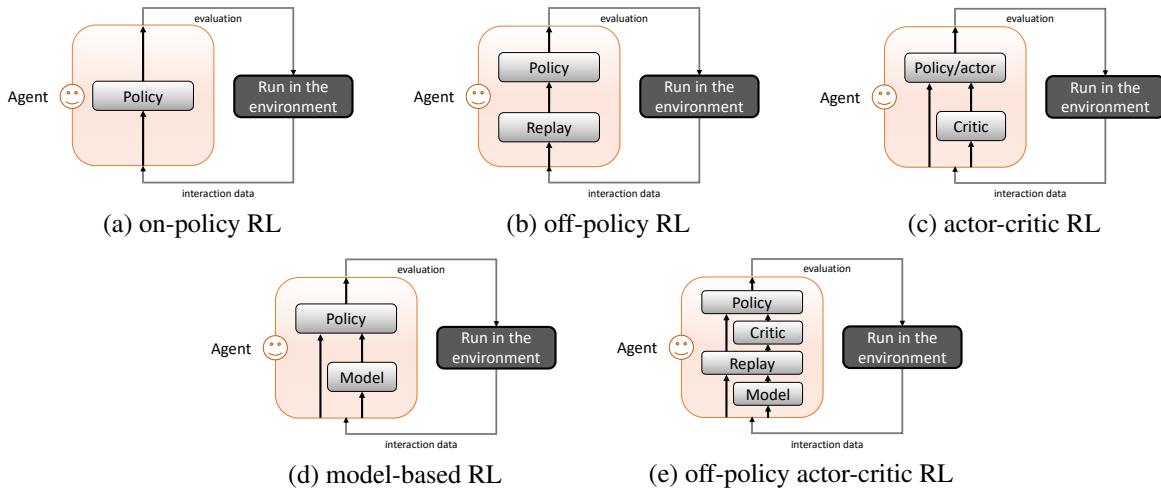 evaluation
Policy
Agent
Run in the
environment
interaction data
(a) on-policy RL
evaluation
Policy
Agent
Run in the
environment
Replay
interaction data
(b) off-policy RL
evaluation
Policy/actor
Agent
Run in the
environment
Critic
interaction data
(c) actor-critic RL
evaluation
Policy
Agent
Run in the
environment
Model
interaction data
(d) model-based RL
evaluation
Policy
Critic
Agent
Run in the
environment
Replay
Model
interaction data
(e) off-policy actor-critic RL